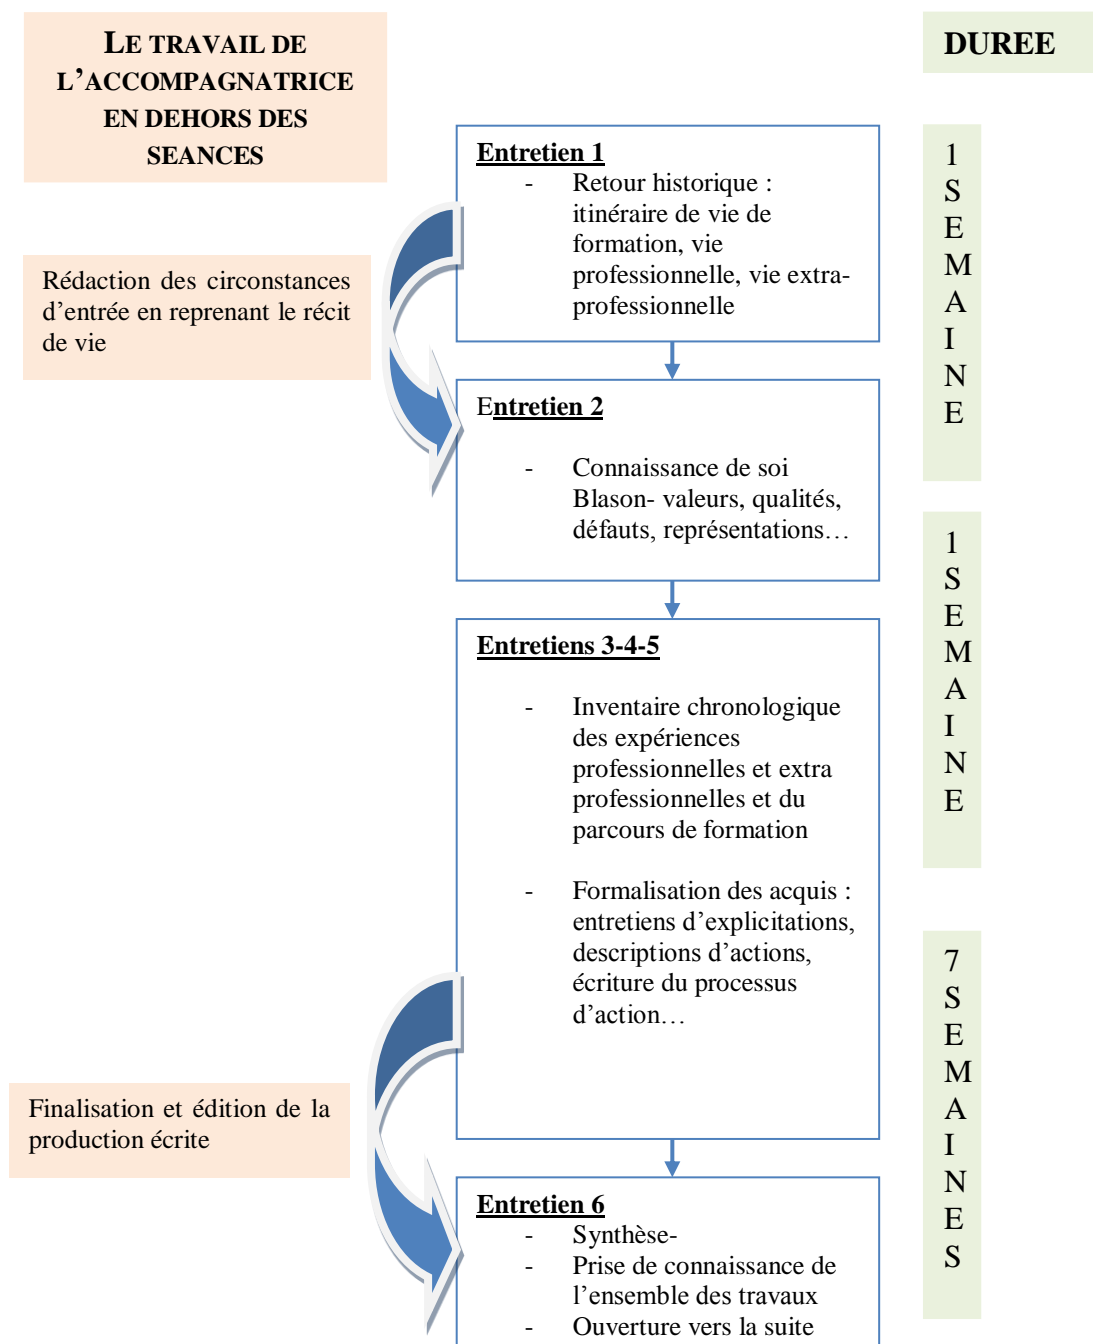 LE TRAVAIL DE
L'ACCOMPAGNATRICE
EN DEHORS DES
SEANCES
DUREE
Entretien 1
- Retour historique :
itinéraire de vie de
formation, vie
professionnelle, vie extra-
professionnelle
Rédaction des circonstances
d'entrée en reprenant le récit
de vie
1
S
E
M
A
I
N
E
Entretien 2
- Connaissance de soi
Blason- valeurs, qualités,
défauts, représentations…
1
S
E
M
A
I
N
E
Entretiens 3-4-5
- Inventaire chronologique
des expériences
professionnelles et extra
professionnelles et du
parcours de formation
- Formalisation des acquis :
entretiens d'explicitations,
descriptions d'actions,
écriture du processus
d'action…
7
S
E
M
A
I
N
E
S
Finalisation et édition de la
production écrite
Entretien 6
- Synthèse-
- Prise de connaissance de
l'ensemble des travaux
- Ouverture vers la suite